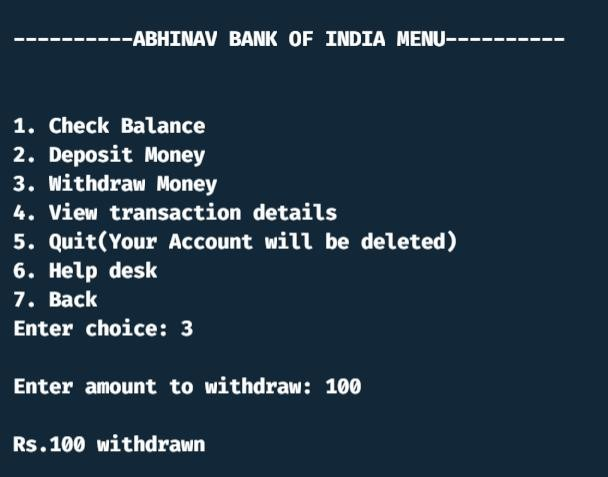 ----------ABHINAV BANK OF INDIA MENU----------
1. Check Balance
2. Deposit Money
3. Withdraw Money
4. View transaction details
5. Quit(Your Account will be deleted)
6. Help desk
7. Back
Enter choice: 3
Enter amount to withdraw: 100
Rs.100 withdrawn